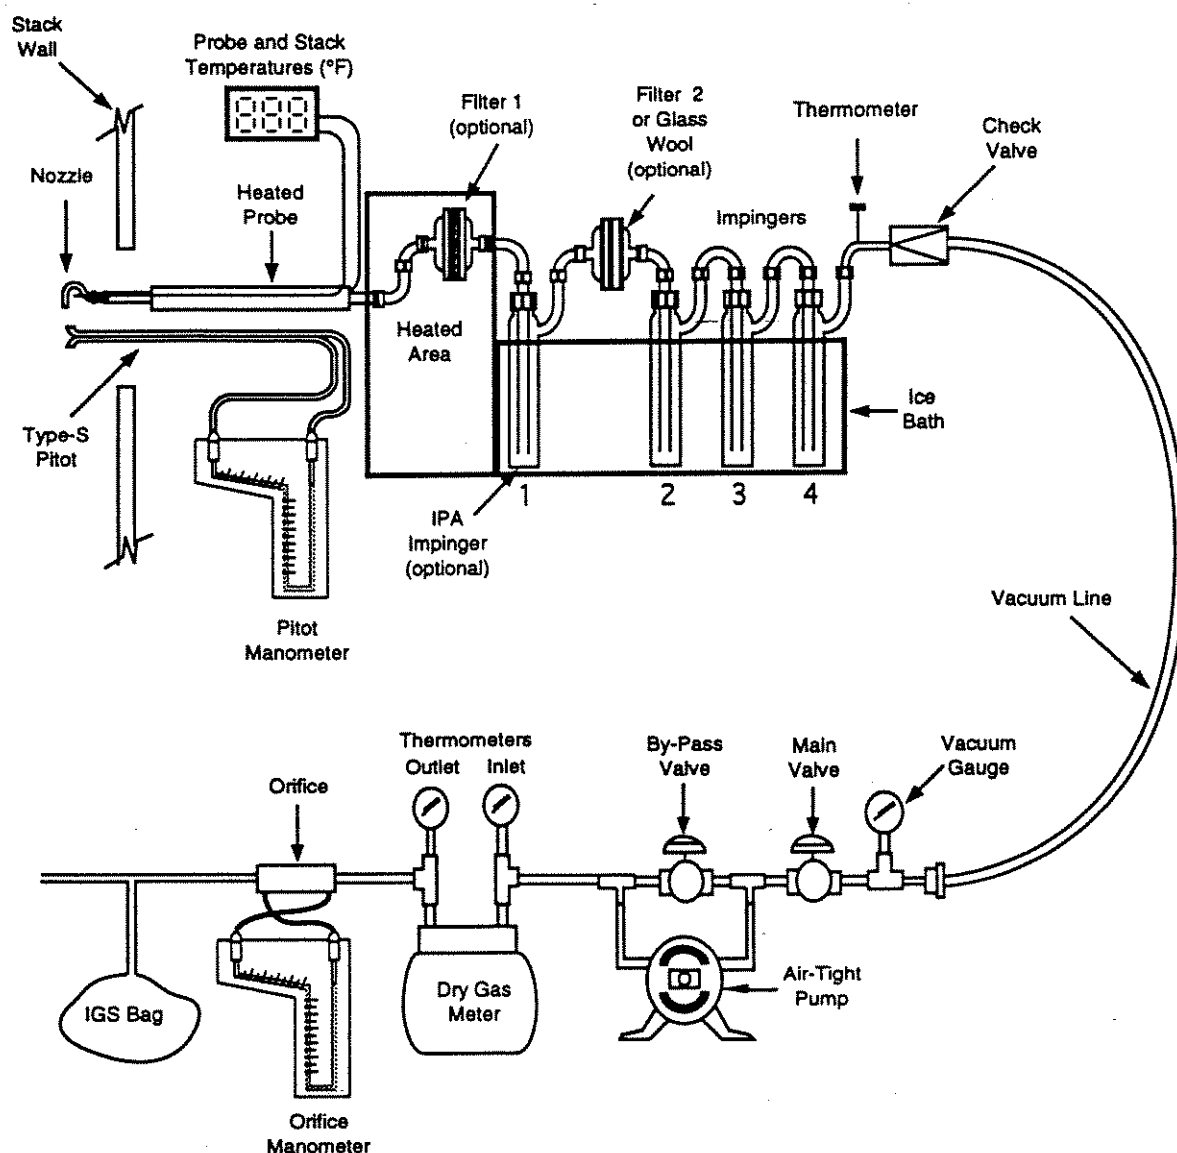 Stack
Wall
Probe and Stack
Temperatures (°F)
888
Filter 1
(optional)
Filter 2
or Glass
Wool
(optional)
Thermometer
Check
Valve
Nozzle
Heated
Probe
Impingers
Heated
Area
Type-S
Pitot
Ice
Bath
1
2
3
4
IPA
Impinger
(optional)
Pitot
Manometer
Vacuum Line
Thermometers
Outlet
Inlet
By-Pass
Valve
Main
Valve
Vacuum
Gauge
Orifice
IGS Bag
Dry Gas
Meter
Air-Tight
Pump
Orifice
Manometer